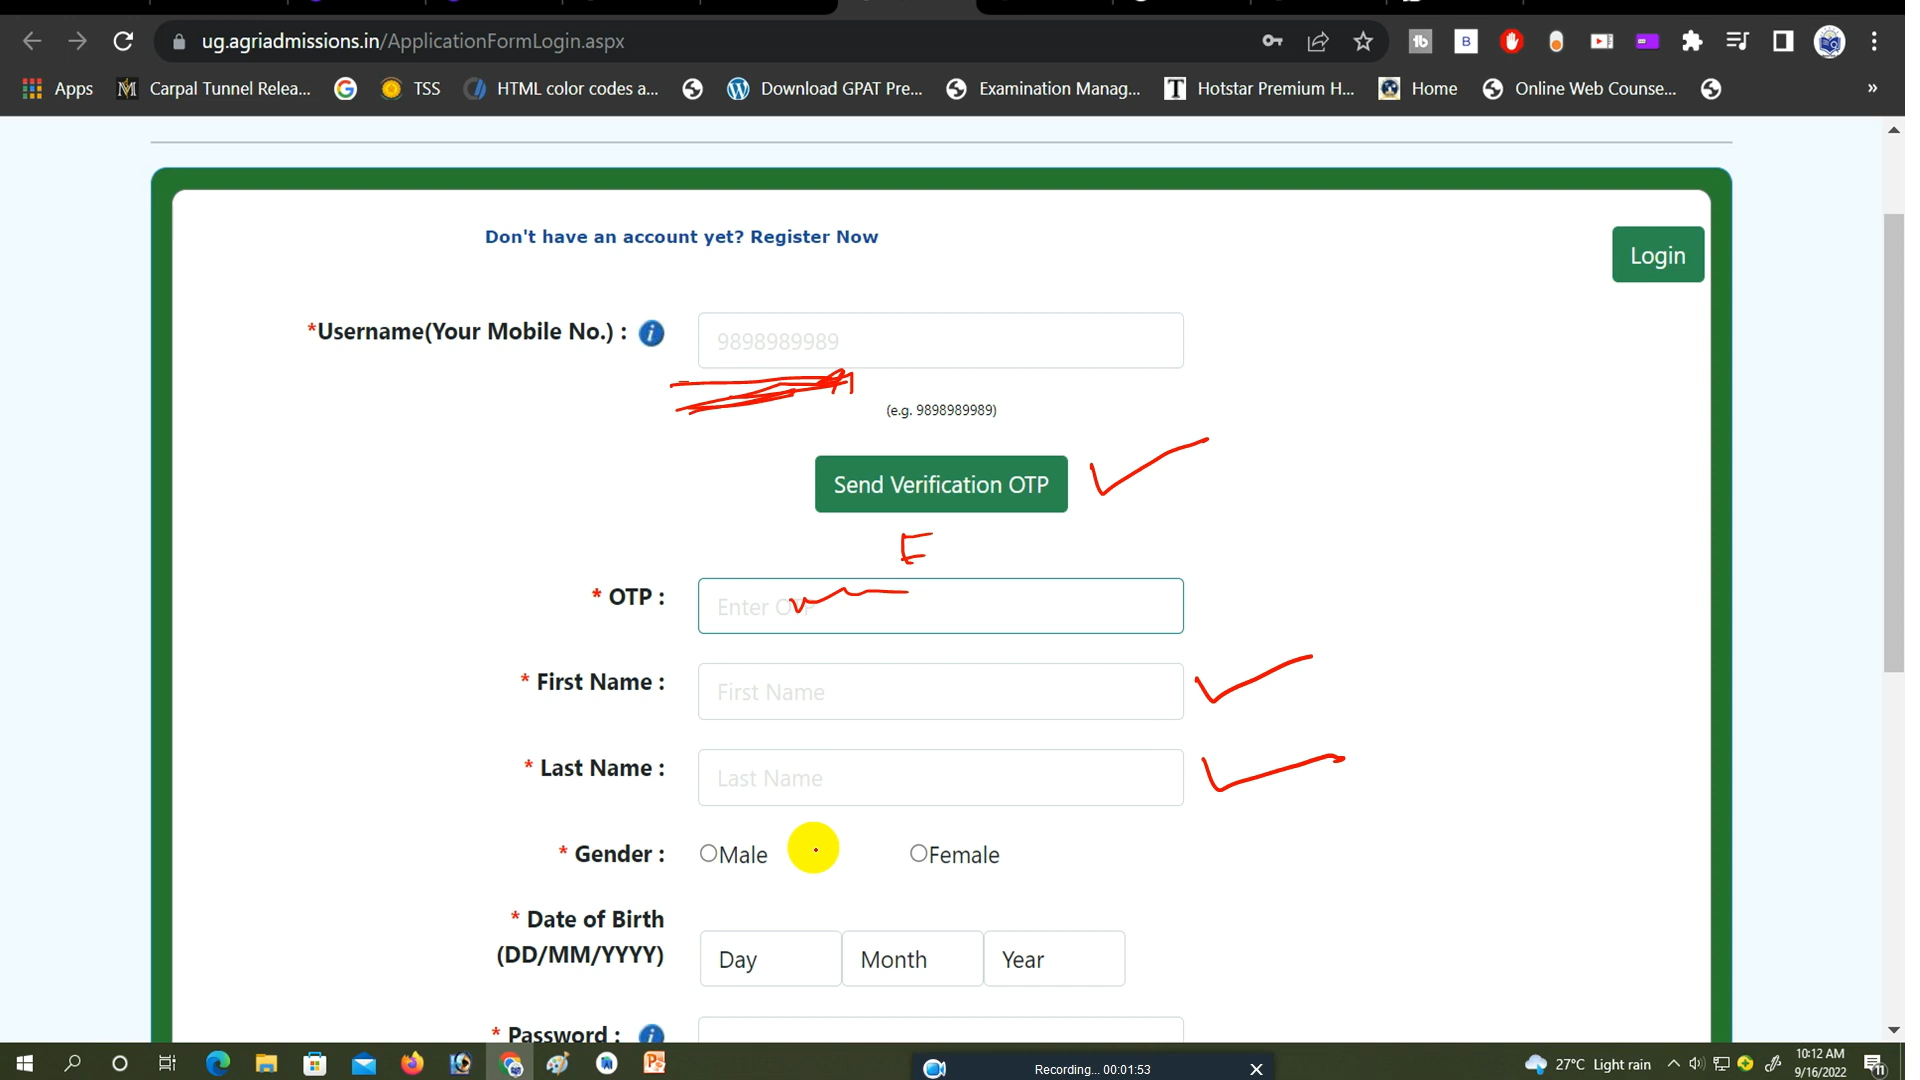 ug.agriadmissions.in/ApplicationFormLogin.aspx
Apps Carpal Tunnel Relea... TSS HTML color codes a... Download GPAT Pre... Examination Manag... Hotstar Premium H... Home Online Web Counse... »
Don't have an account yet? Register Now
Login
*Username(Your Mobile No.) : 9898989989
(e.g. 9898989989)
Send Verification OTP
E
* OTP : Enter OTP
* First Name : First Name
* Last Name : Last Name
* Gender : Male Female
* Date of Birth
(DD/MM/YYYY) Day Month Year
* Password :
27°C Light rain 10:12 AM
Recording... 00:01:53 9/16/2022 11